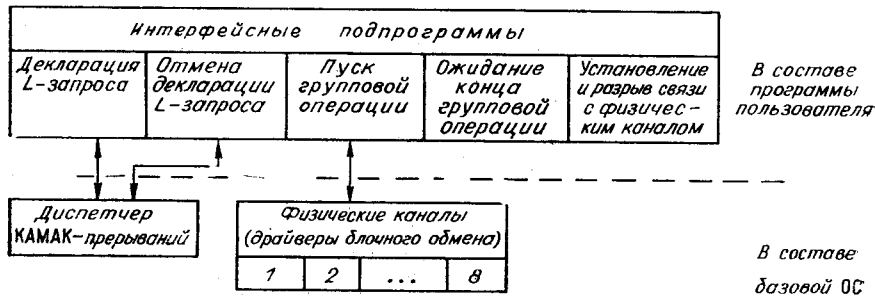 Интерфейсные подпрограммы
Декларация
L-запроса
Отмена
декларации
L-запроса
Пуск
групповой
операции
Ожидание
конца
групповой
операции
Установление
и разрыв связи
с физичес-
ким каналом
В составе
программы
пользователя
Диспетчер
КАМАК-прерываний
Физические каналы
(драйверы блочного обмена)
1 2 ... 8
В составе
базовой ОС